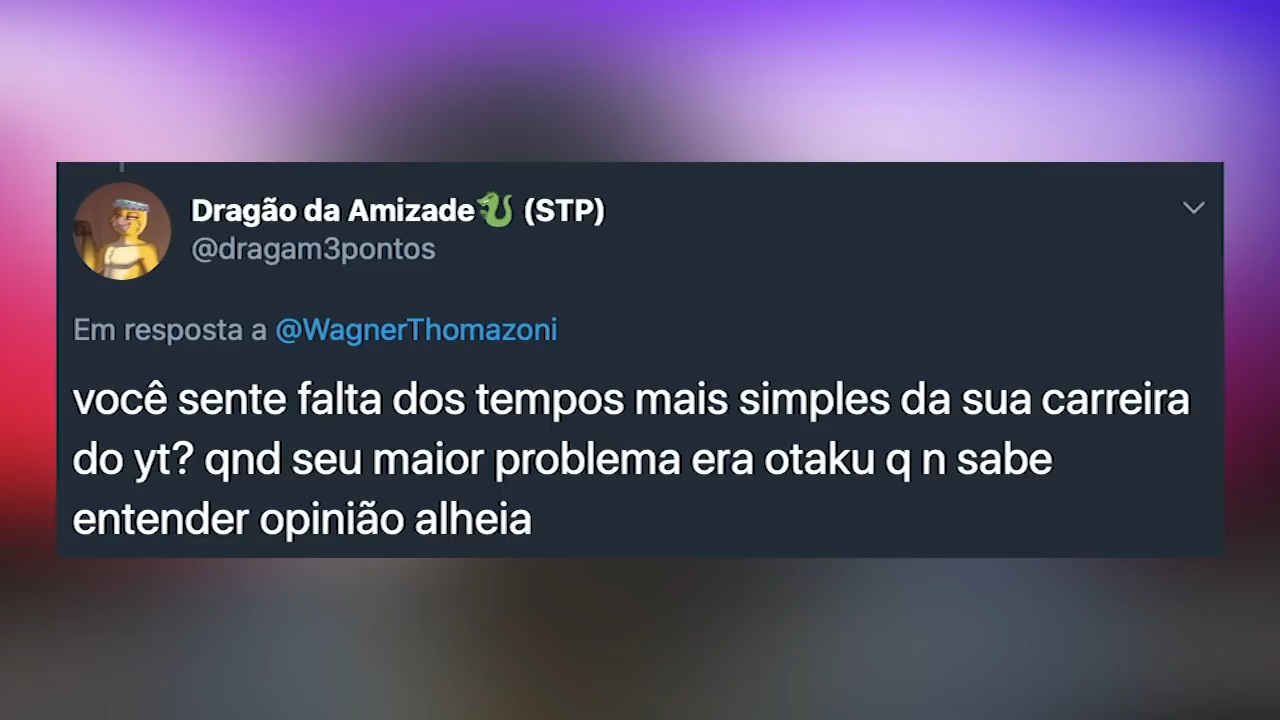 Dragão da Amizade🐉 (STP)
@dragam3pontos
Em resposta a @WagnerThomazoni
você sente falta dos tempos mais simples da sua carreira
do yt? qnd seu maior problema era otaku q n sabe
entender opinião alheia